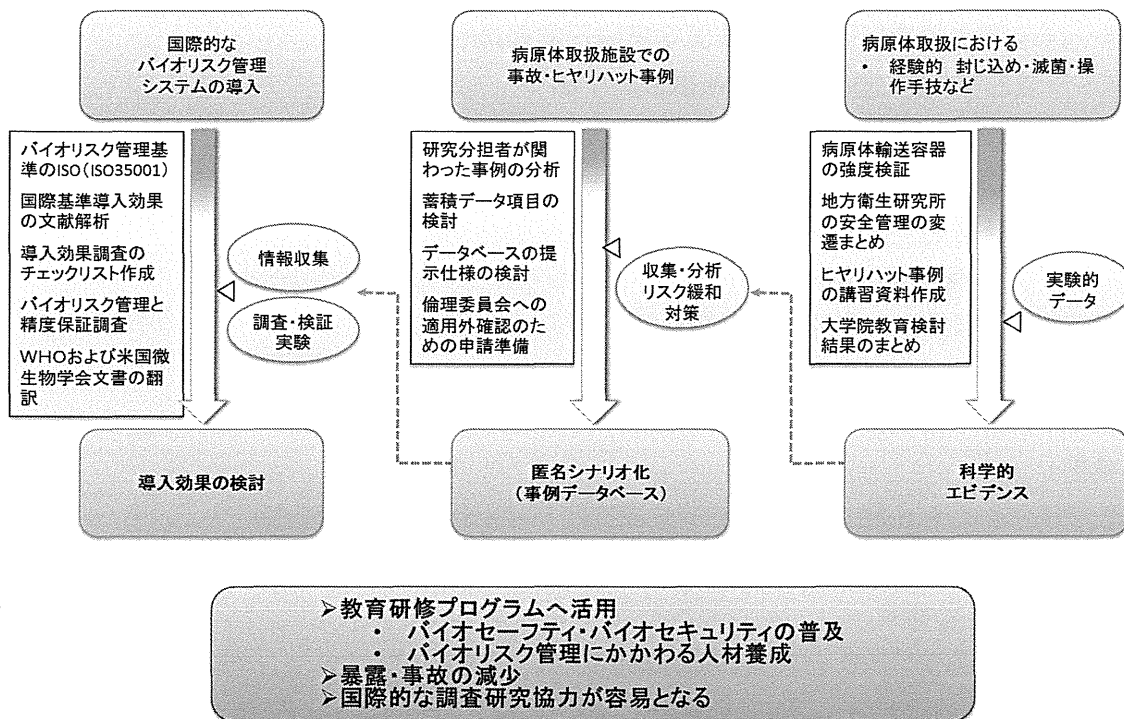 国際的な
バイオリスク管理
システムの導入
バイオリスク管理基
準のISO(ISO35001)
国際基準導入効果
の文献解析
導入効果調査の
チェックリスト作成
バイオリスク管理と
精度保証調査
WHOおよび米国微
生物学会文書の翻
訳
情報収集
調査・検証
実験
導入効果の検討
病原体取扱施設での
事故・ヒヤリハット事例
研究分担者が関
わった事例の分析
蓄積データ項目の
検討
データベースの提
示仕様の検討
倫理委員会への
適用外確認のた
めの申請準備
収集・分析
リスク緩和
対策
匿名シナリオ化
(事例データベース)
病原体取扱における
• 経験的 封じ込め・滅菌・操
作手技など
病原体輸送容器
の強度検証
地方衛生研究所
の安全管理の変
遷まとめ
ヒヤリハット事例
の講習資料作成
大学院教育検討
結果のまとめ
実験的
データ
科学的
エビデンス
➢教育研修プログラムへ活用
• バイオセーフティ・バイオセキュリティの普及
• バイオリスク管理にかかわる人材養成
➢暴露・事故の減少
➢国際的な調査研究協力が容易となる